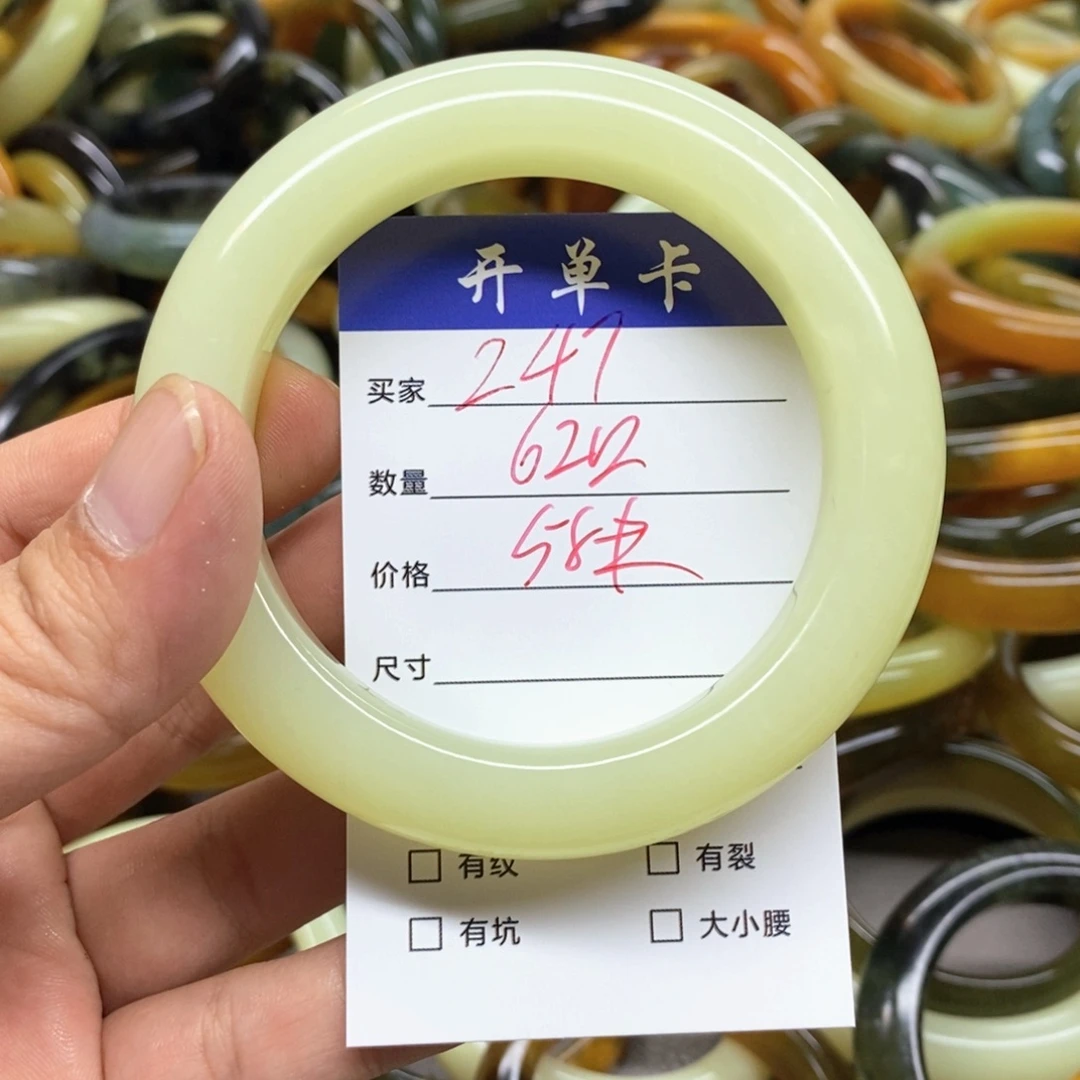 开单卡
买家 247
数量
价格 58
尺寸
有纹 有裂
有坑 大小腰